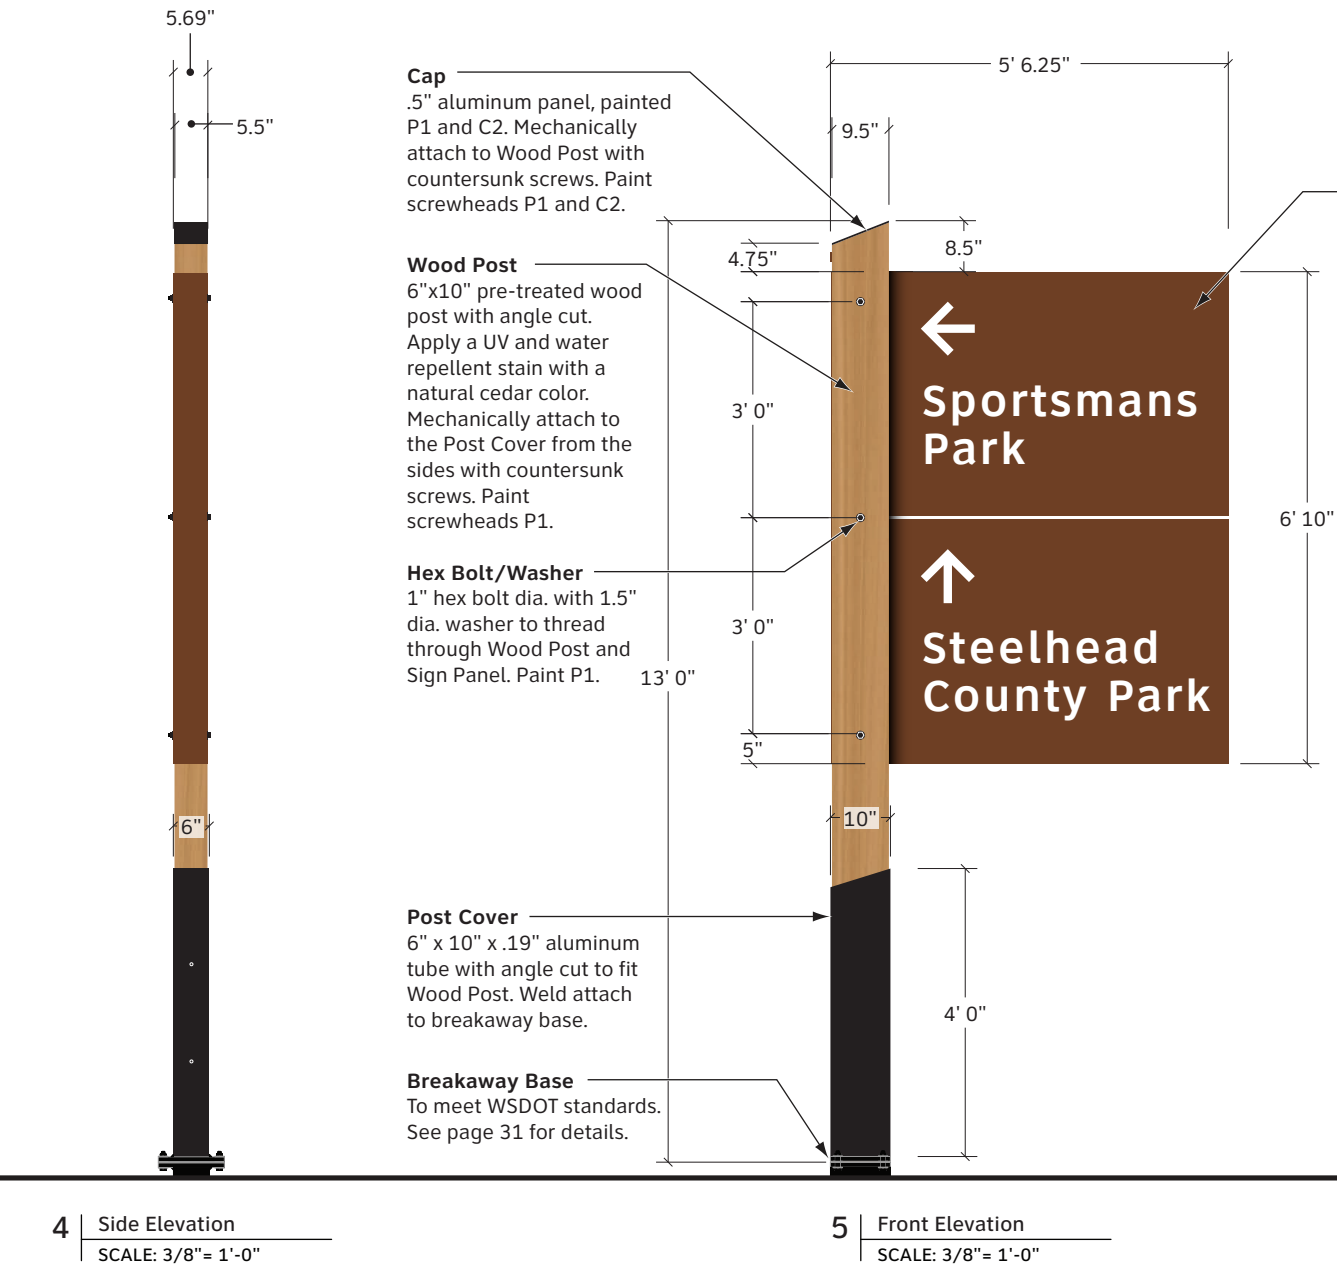 5.69"
5.5"
Cap
.5" aluminum panel, painted
P1 and C2. Mechanically
attach to Wood Post with
countersunk screws. Paint
screwheads P1 and C2.
Wood Post
6"x10" pre-treated wood
post with angle cut.
Apply a UV and water
repellent stain with a
natural cedar color.
Mechanically attach to
the Post Cover from the
sides with countersunk
screws. Paint
screwheads P1.
Hex Bolt/Washer
1" hex bolt dia. with 1.5"
dia. washer to thread
through Wood Post and
Sign Panel. Paint P1.
Post Cover
6" x 10" x .19" aluminum
tube with angle cut to fit
Wood Post. Weld attach
to breakaway base.
Breakaway Base
To meet WSDOT standards.
See page 31 for details.
6"
5' 6.25"
9.5"
8.5"
4.75"
3' 0"
3' 0"
13' 0"
5"
10"
4' 0"
6' 10"
Sportsmans
Park
Steelhead
County Park
4 Side Elevation
SCALE: 3/8"= 1'-0"
5 Front Elevation
SCALE: 3/8"= 1'-0"